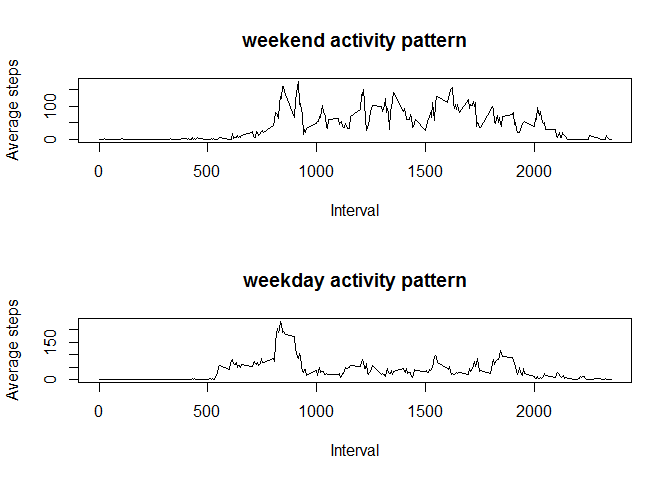 weekend activity pattern
Average steps
100
0
0 500 1000 1500 2000
Interval
weekday activity pattern
Average steps
150
0
0 500 1000 1500 2000
Interval